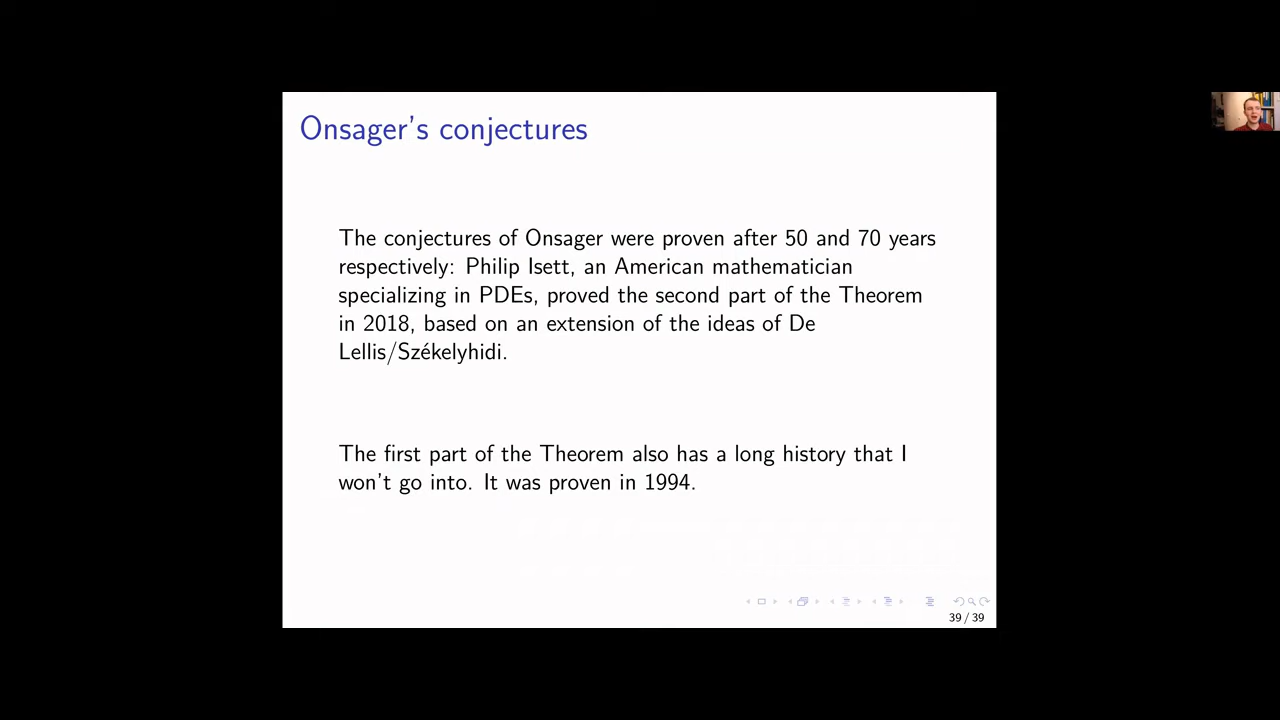 Onsager's conjectures
The conjectures of Onsager were proven after 50 and 70 years
respectively: Philip Isett, an American mathematician
specializing in PDEs, proved the second part of the Theorem
in 2018, based on an extension of the ideas of De
Lellis/Székelyhidi.
The first part of the Theorem also has a long history that I
won't go into. It was proven in 1994.
39 / 39